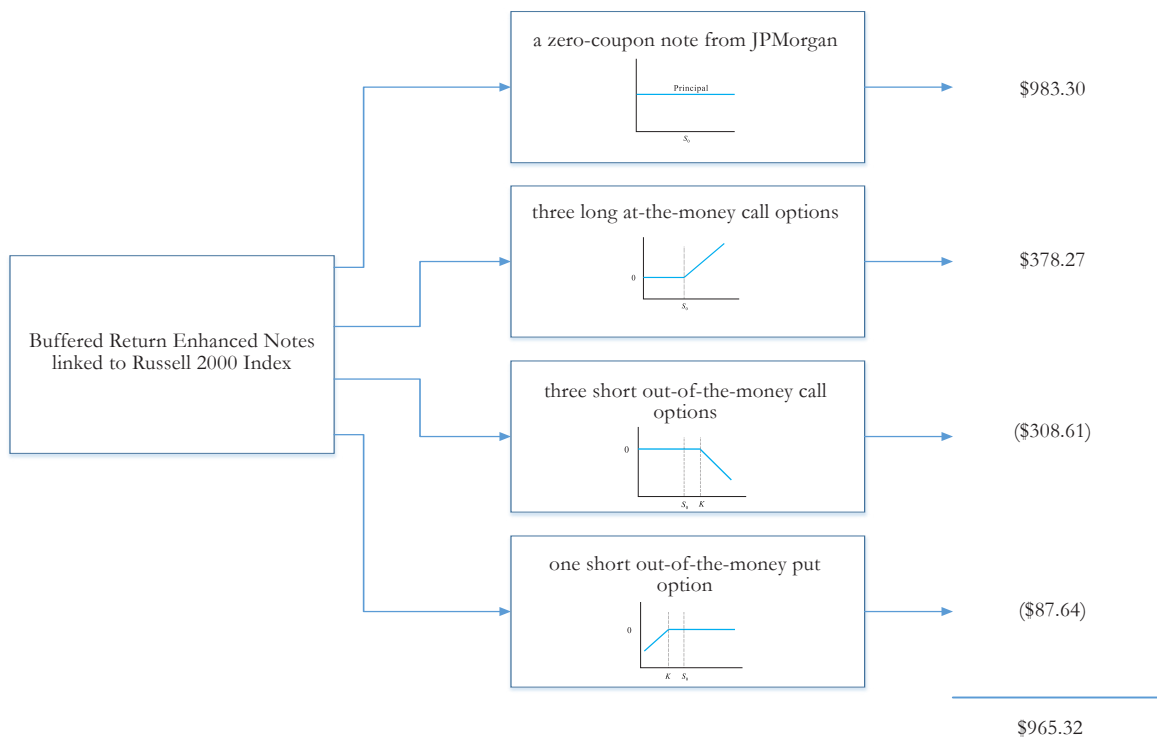 a zero-coupon note from JPMorgan
Principal
S₀
$983.30
three long at-the-money call options
0
S₀
$378.27
Buffered Return Enhanced Notes
linked to Russell 2000 Index
three short out-of-the-money call
options
0
S₀ K
($308.61)
one short out-of-the-money put
option
0
K S₀
($87.64)
$965.32